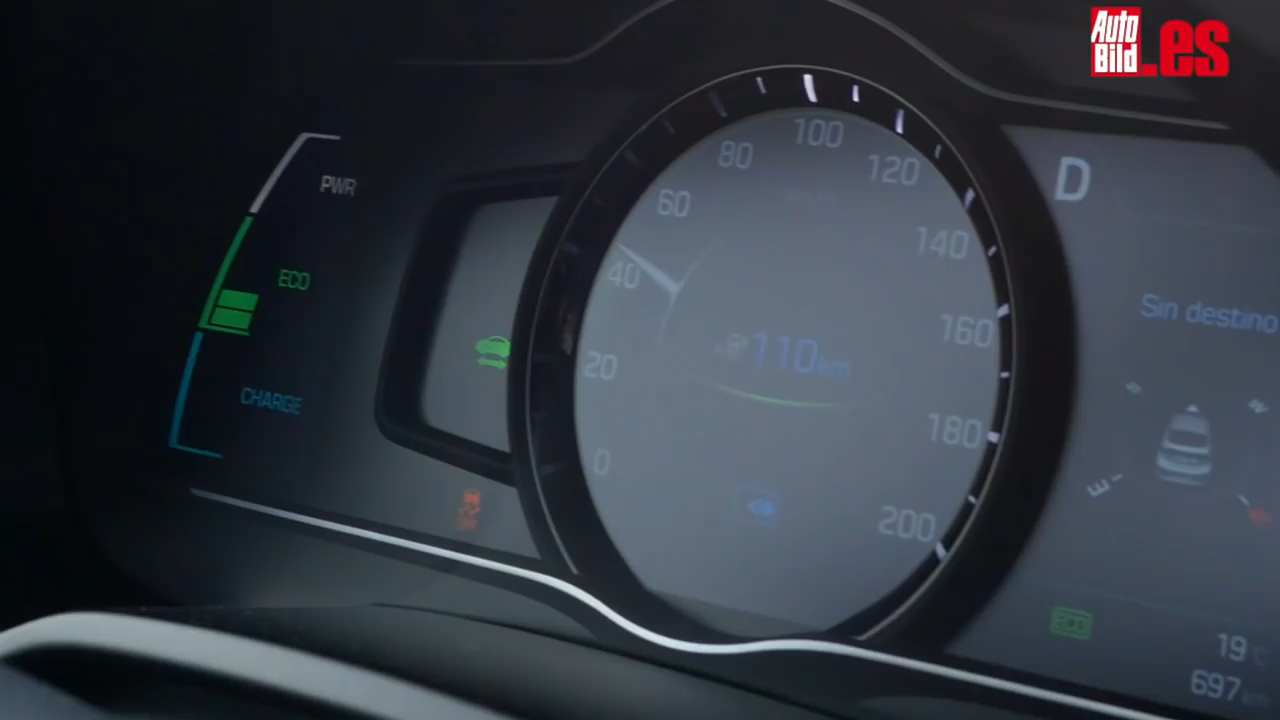 Auto
Bild
.es
PWR
ECO
CHARGE
0
20
40
60
80
100
120
140
160
180
200
110km
D
Sin destino
E
ECO
19°C
697